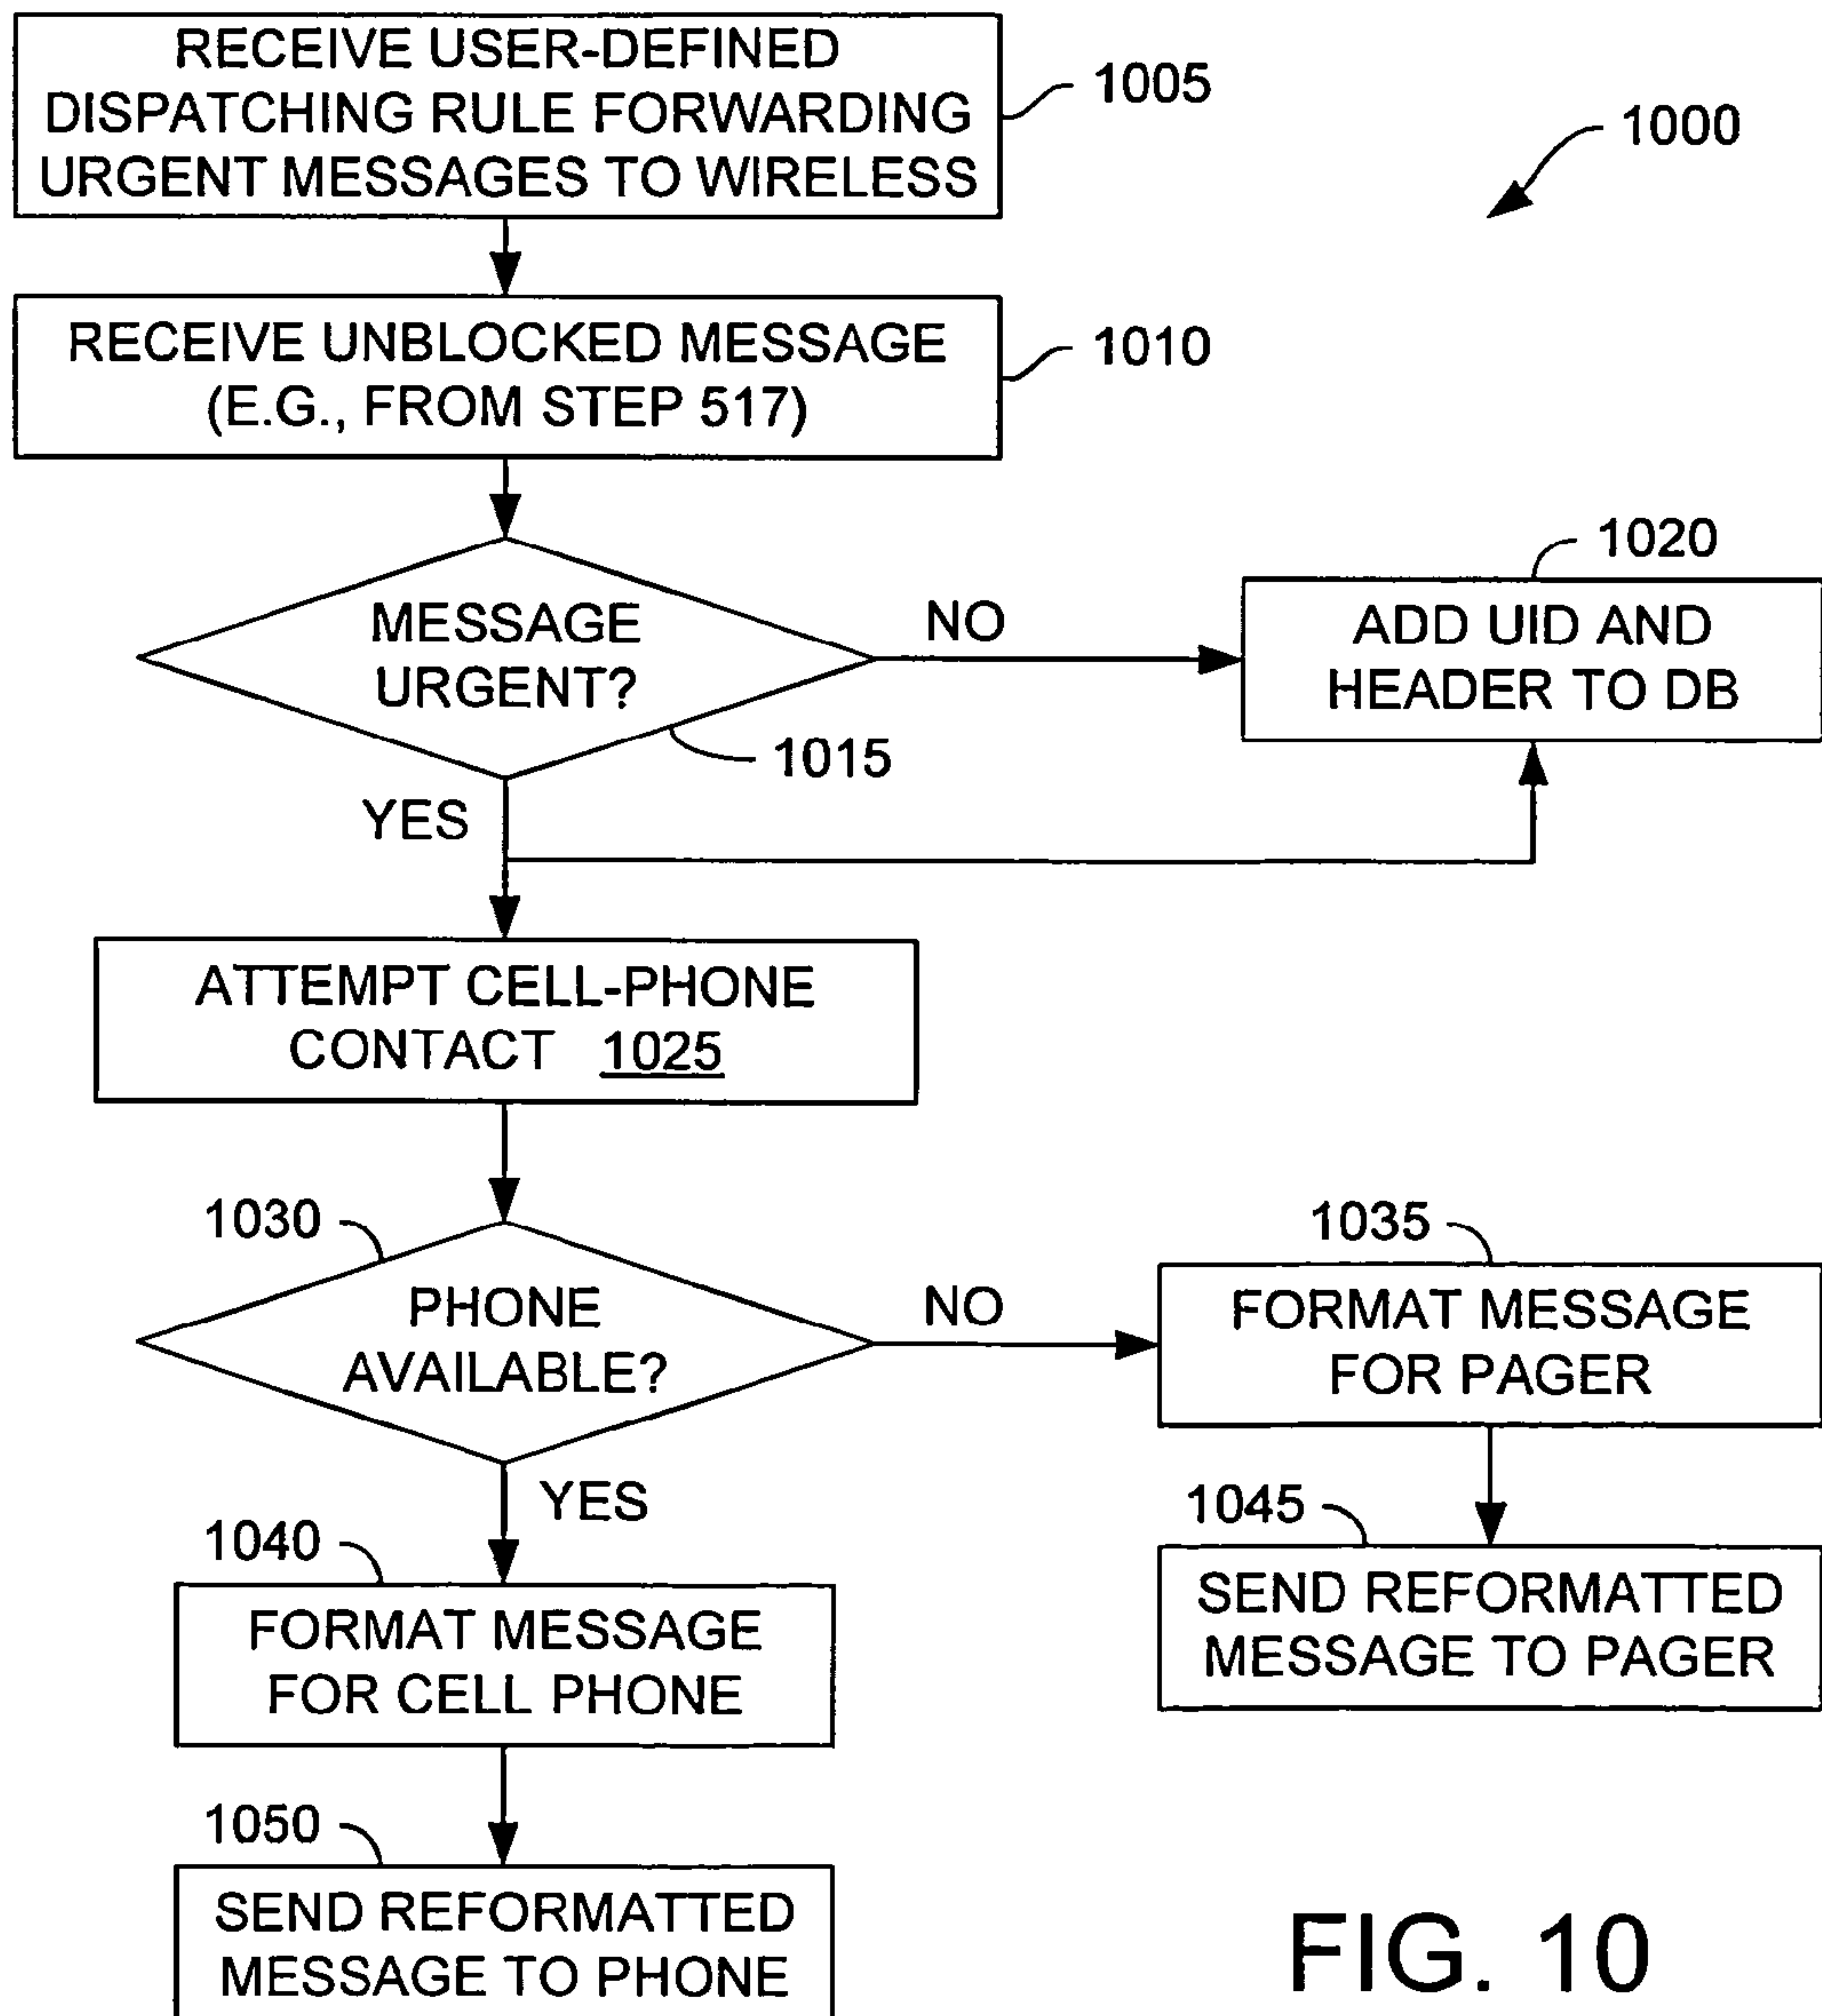 RECEIVE USER-DEFINED
DISPATCHING RULE FORWARDING
URGENT MESSAGES TO WIRELESS
1005
1000
RECEIVE UNBLOCKED MESSAGE
(E.G., FROM STEP 517)
1010
MESSAGE
URGENT?
1015
NO
1020
ADD UID AND
HEADER TO DB
YES
ATTEMPT CELL-PHONE
CONTACT 1025
1030
PHONE
AVAILABLE?
NO
1035
FORMAT MESSAGE
FOR PAGER
YES
1045
SEND REFORMATTED
MESSAGE TO PAGER
1040
FORMAT MESSAGE
FOR CELL PHONE
1050
SEND REFORMATTED
MESSAGE TO PHONE
FIG. 10